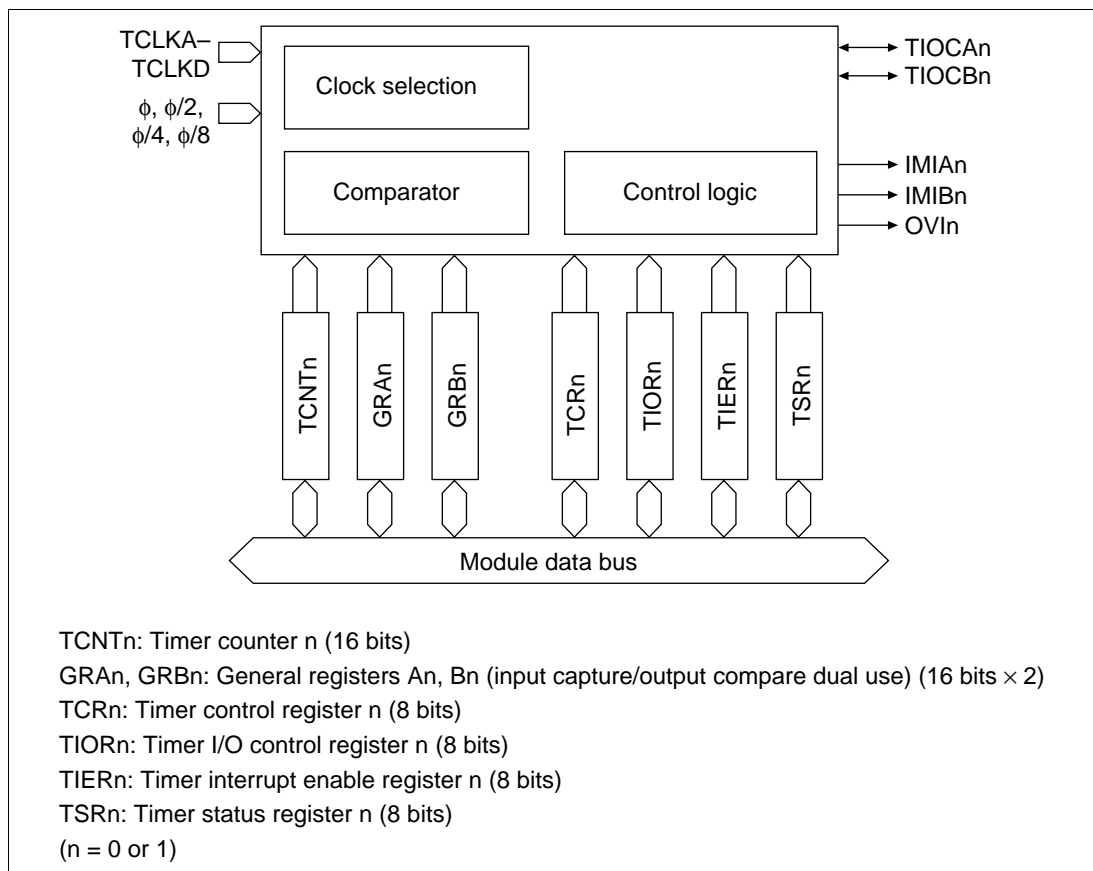 TCLKA–
TCLKD
ϕ, ϕ/2,
ϕ/4, ϕ/8
Clock selection
Comparator
Control logic
TIOCAn
TIOCBn
IMIAn
IMIBn
OVIn
TCNTn
GRAn
GRBn
TCRn
TIORn
TIERn
TSRn
Module data bus
TCNTn: Timer counter n (16 bits)
GRAn, GRBn: General registers An, Bn (input capture/output compare dual use) (16 bits × 2)
TCRn: Timer control register n (8 bits)
TIORn: Timer I/O control register n (8 bits)
TIERn: Timer interrupt enable register n (8 bits)
TSRn: Timer status register n (8 bits)
(n = 0 or 1)